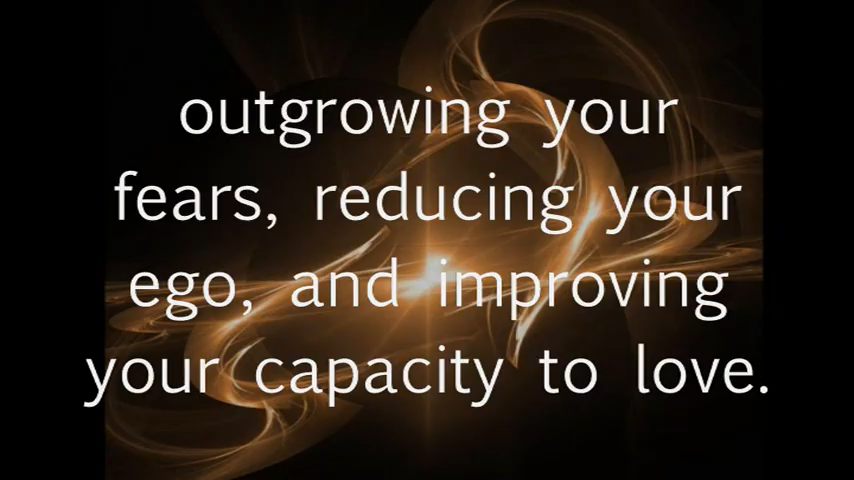 outgrowing your
fears, reducing your
ego, and improving
your capacity to love.